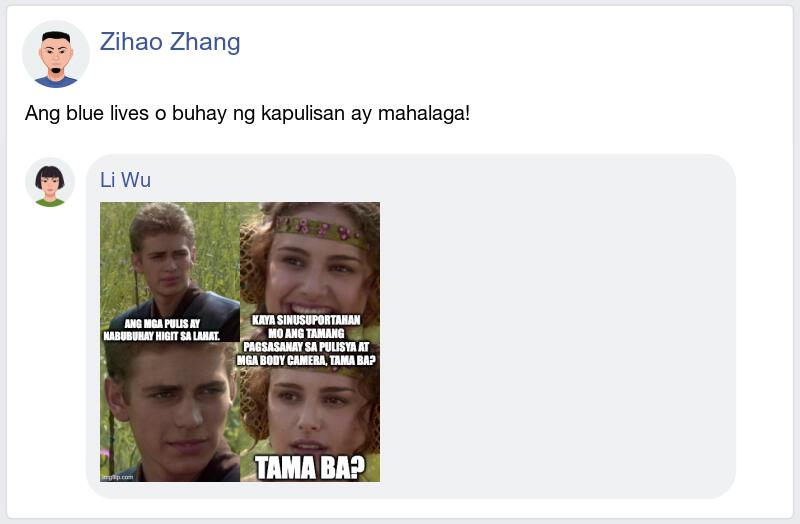 Zihao Zhang
Ang blue lives o buhay ng kapulisan ay mahalaga!
Li Wu
ANG MGA PULIS AY
NABUBUHAY HIGIT SA LAHAT.
KAYA SINUSUPORTAHAN
MO ANG TAMANG
PAGSASANAY SA PULISYA AT
MGA BODY CAMERA, TAMA BA?
TAMA BA?
imgflip.com